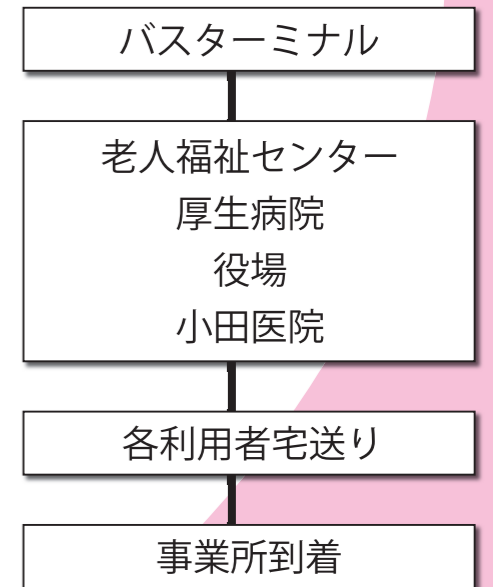 バスターミナル
老人福祉センター
厚生病院
役場
小田医院
各利用者宅送り
事業所到着